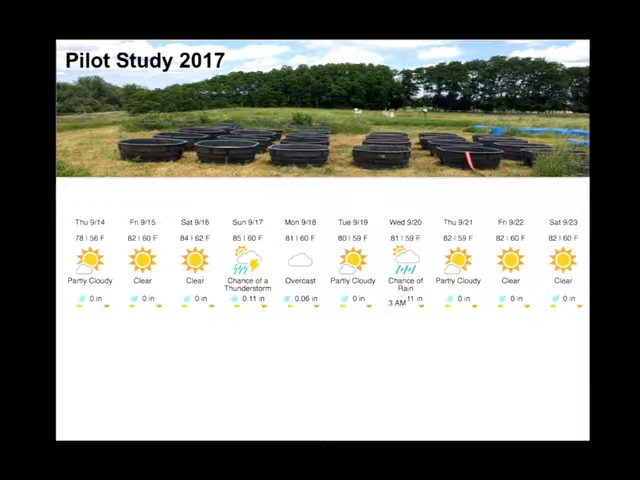 Pilot Study 2017
Thu 9/14 Fri 9/15 Sat 9/16 Sun 9/17 Mon 9/18 Tue 9/19 Wed 9/20 Thu 9/21 Fri 9/22 Sat 9/23
78 | 56 F 82 | 60 F 84 | 62 F 85 | 60 F 81 | 60 F 80 | 59 F 81 | 59 F 82 | 59 F 82 | 60 F 82 | 60 F
Partly Cloudy Clear Clear Chance of a Overcast Partly Cloudy Chance of Partly Cloudy Clear Clear
Thunderstorm Rain
0 in 0 in 0 in 0.11 in 0.06 in 0 in 11 in 0 in 0 in 0 in
3 AM